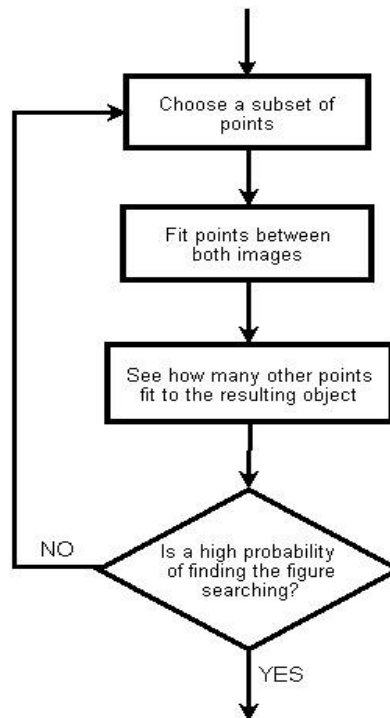 Choose a subset of
points
Fit points between
both images
See how many other points
fit to the resulting object
Is a high probability
of finding the figure
searching?
NO
YES